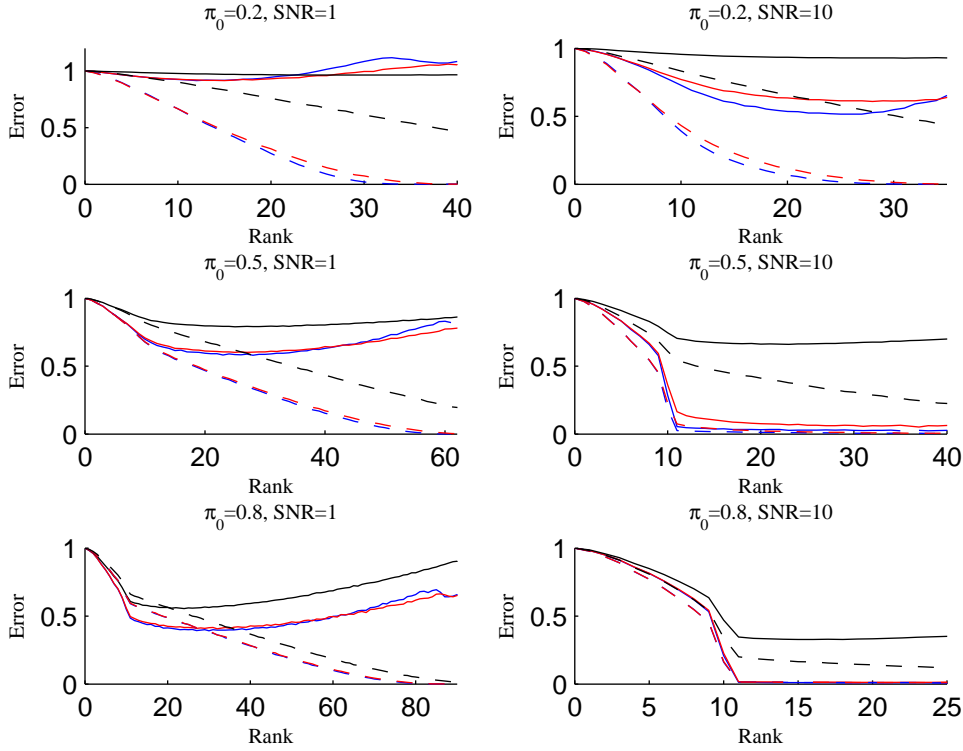 π0=0.2, SNR=1
1
0.5
0
Error
0 10 20 30 40
Rank
π0=0.2, SNR=10
1
0.5
0
Error
0 10 20 30
Rank
π0=0.5, SNR=1
1
0.5
0
Error
0 20 40 60
Rank
π0=0.5, SNR=10
1
0.5
0
Error
0 10 20 30 40
Rank
π0=0.8, SNR=1
1
0.5
0
Error
0 20 40 60 80
Rank
π0=0.8, SNR=10
1
0.5
0
Error
0 5 10 15 20 25
Rank